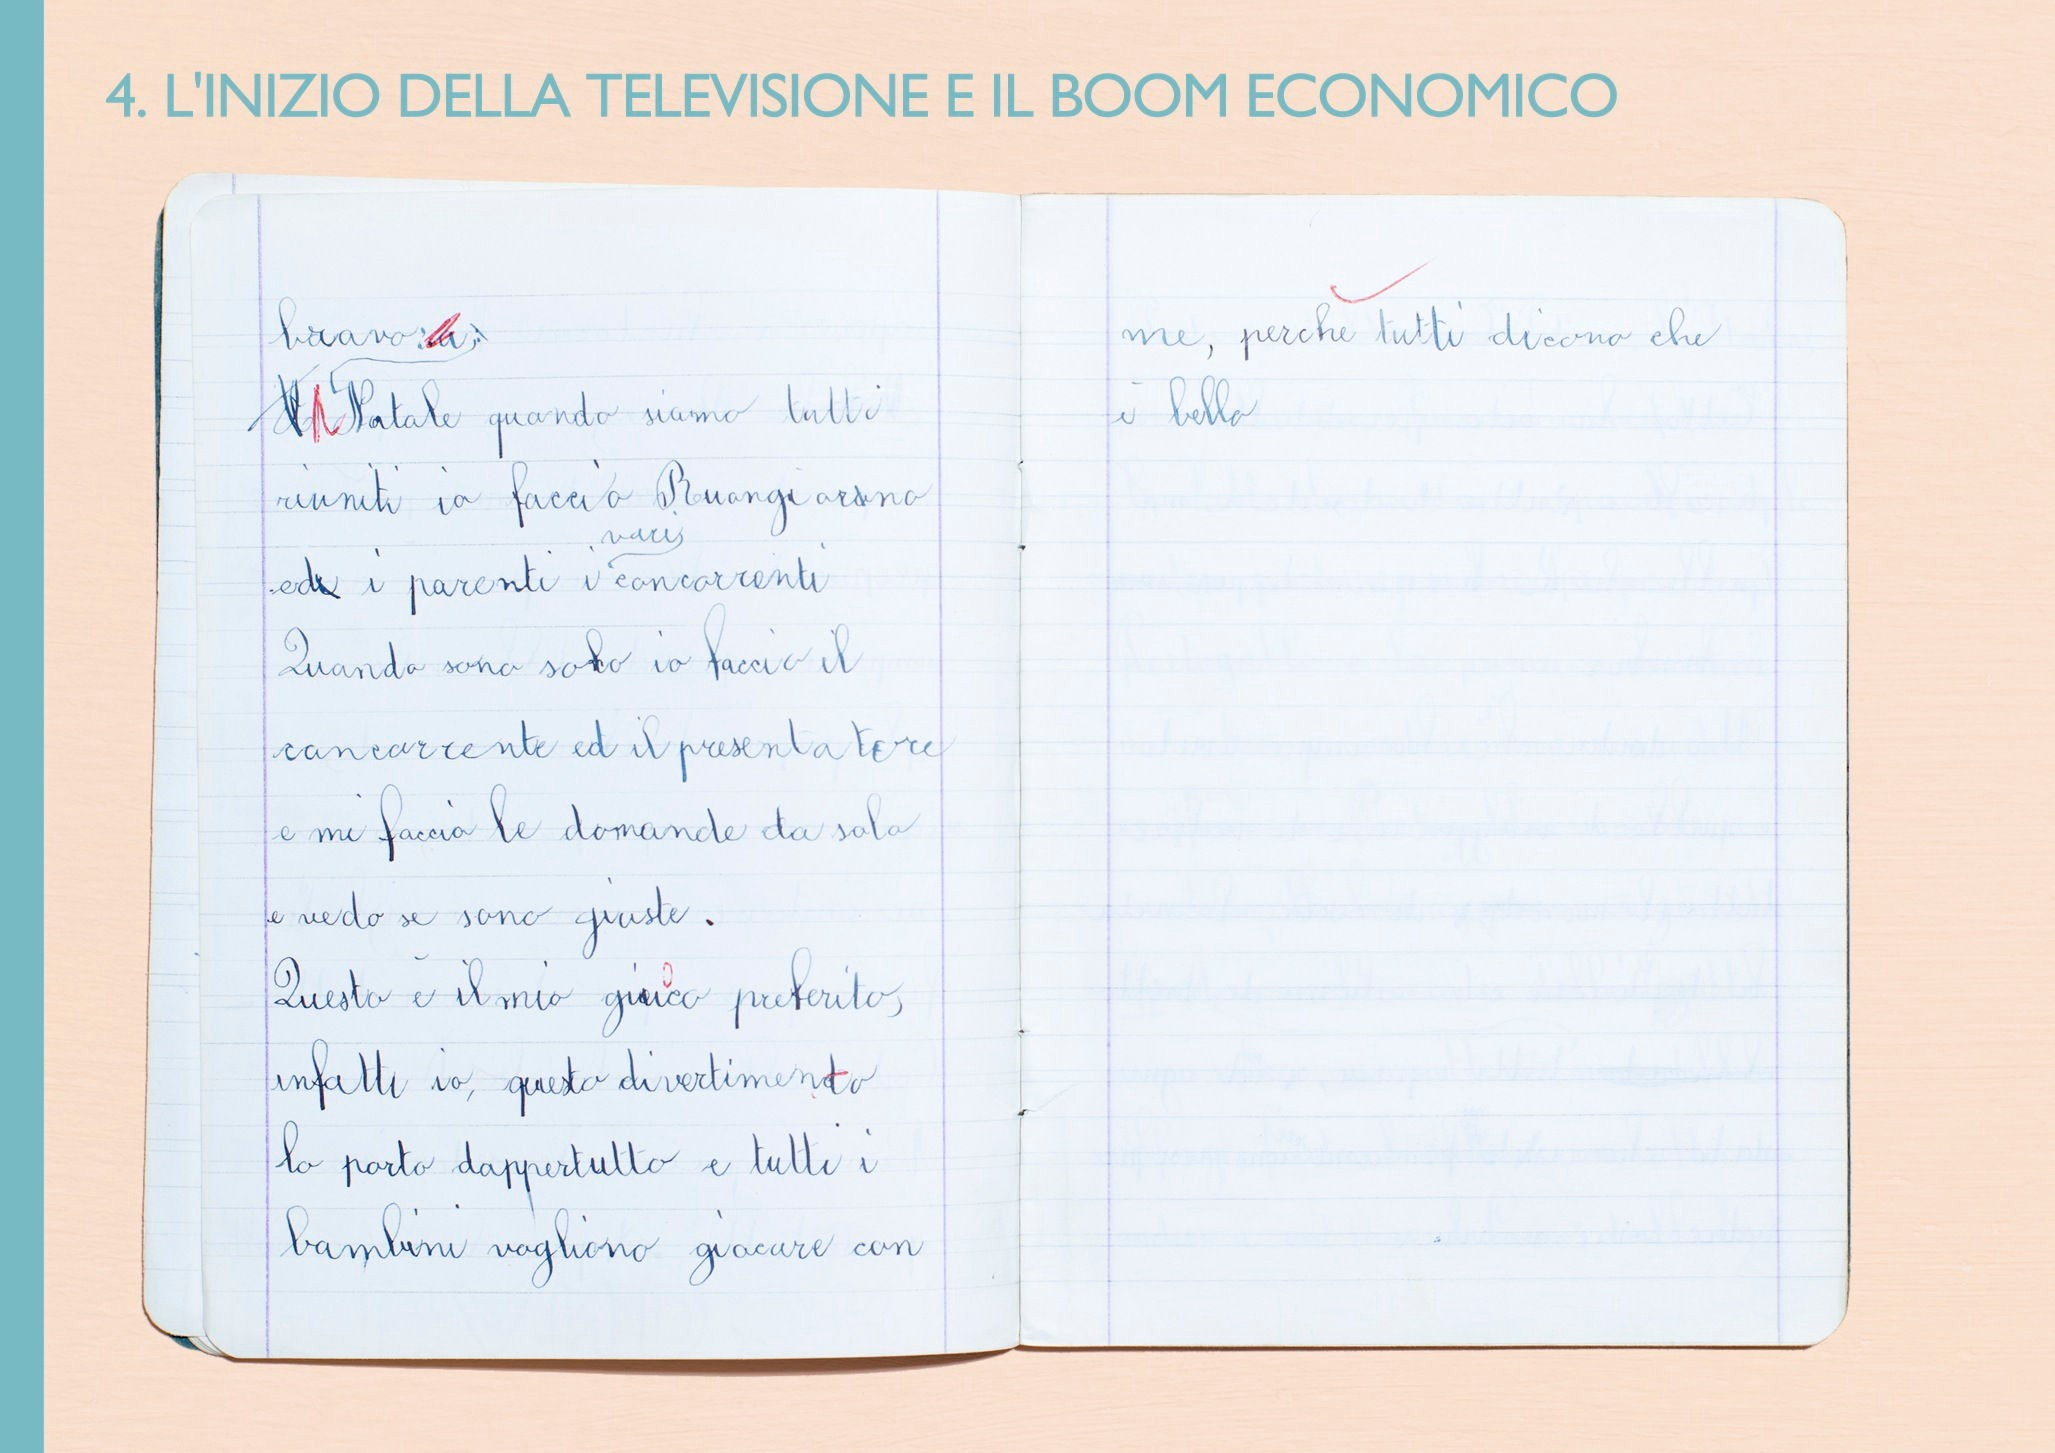 4. L'INIZIO DELLA TELEVISIONE E IL BOOM ECONOMICO
bravo
Natale quando siamo tutti
riuniti io faccio Ruongiorno
vari
ed i parenti i concorrenti
Quando sono solo io faccio il
concorrente ed il presentatore
e mi faccio le domande da solo
e vedo se sono giuste.
Questo è il mio giuico preferito,
infatti io, questo divertimento
lo porto dappertutto e tutti i
bambini vogliono giocare con
me, perche tutti dicono che
è bello